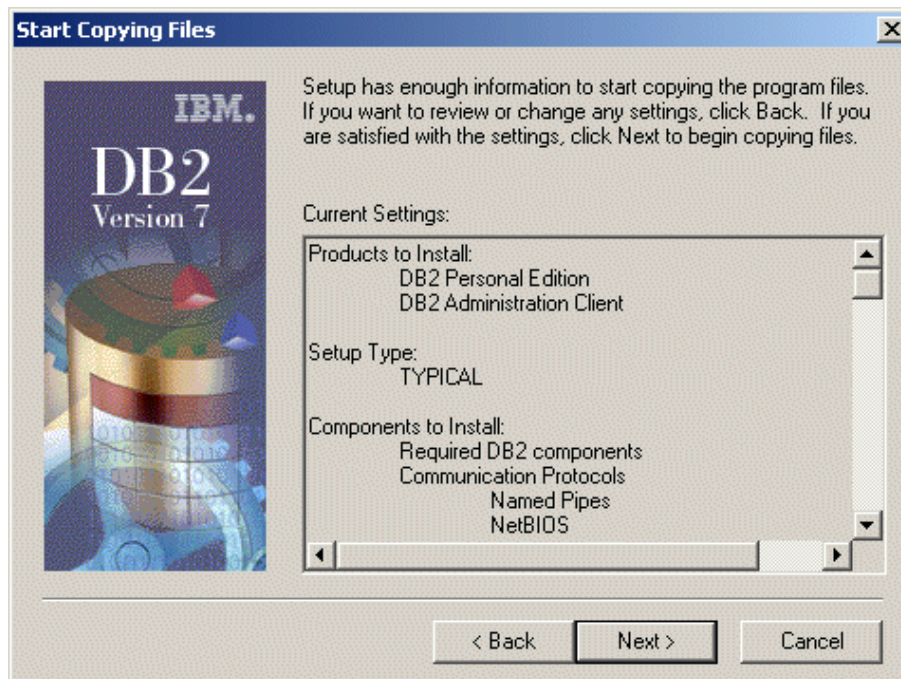 Start Copying Files
IBM.
DB2
Version 7
Setup has enough information to start copying the program files.
If you want to review or change any settings, click Back.  If you
are satisfied with the settings, click Next to begin copying files.
Current Settings:
Products to Install:
DB2 Personal Edition
DB2 Administration Client
Setup Type:
TYPICAL
Components to Install:
Required DB2 components
Communication Protocols
Named Pipes
NetBIOS
< Back
Next >
Cancel